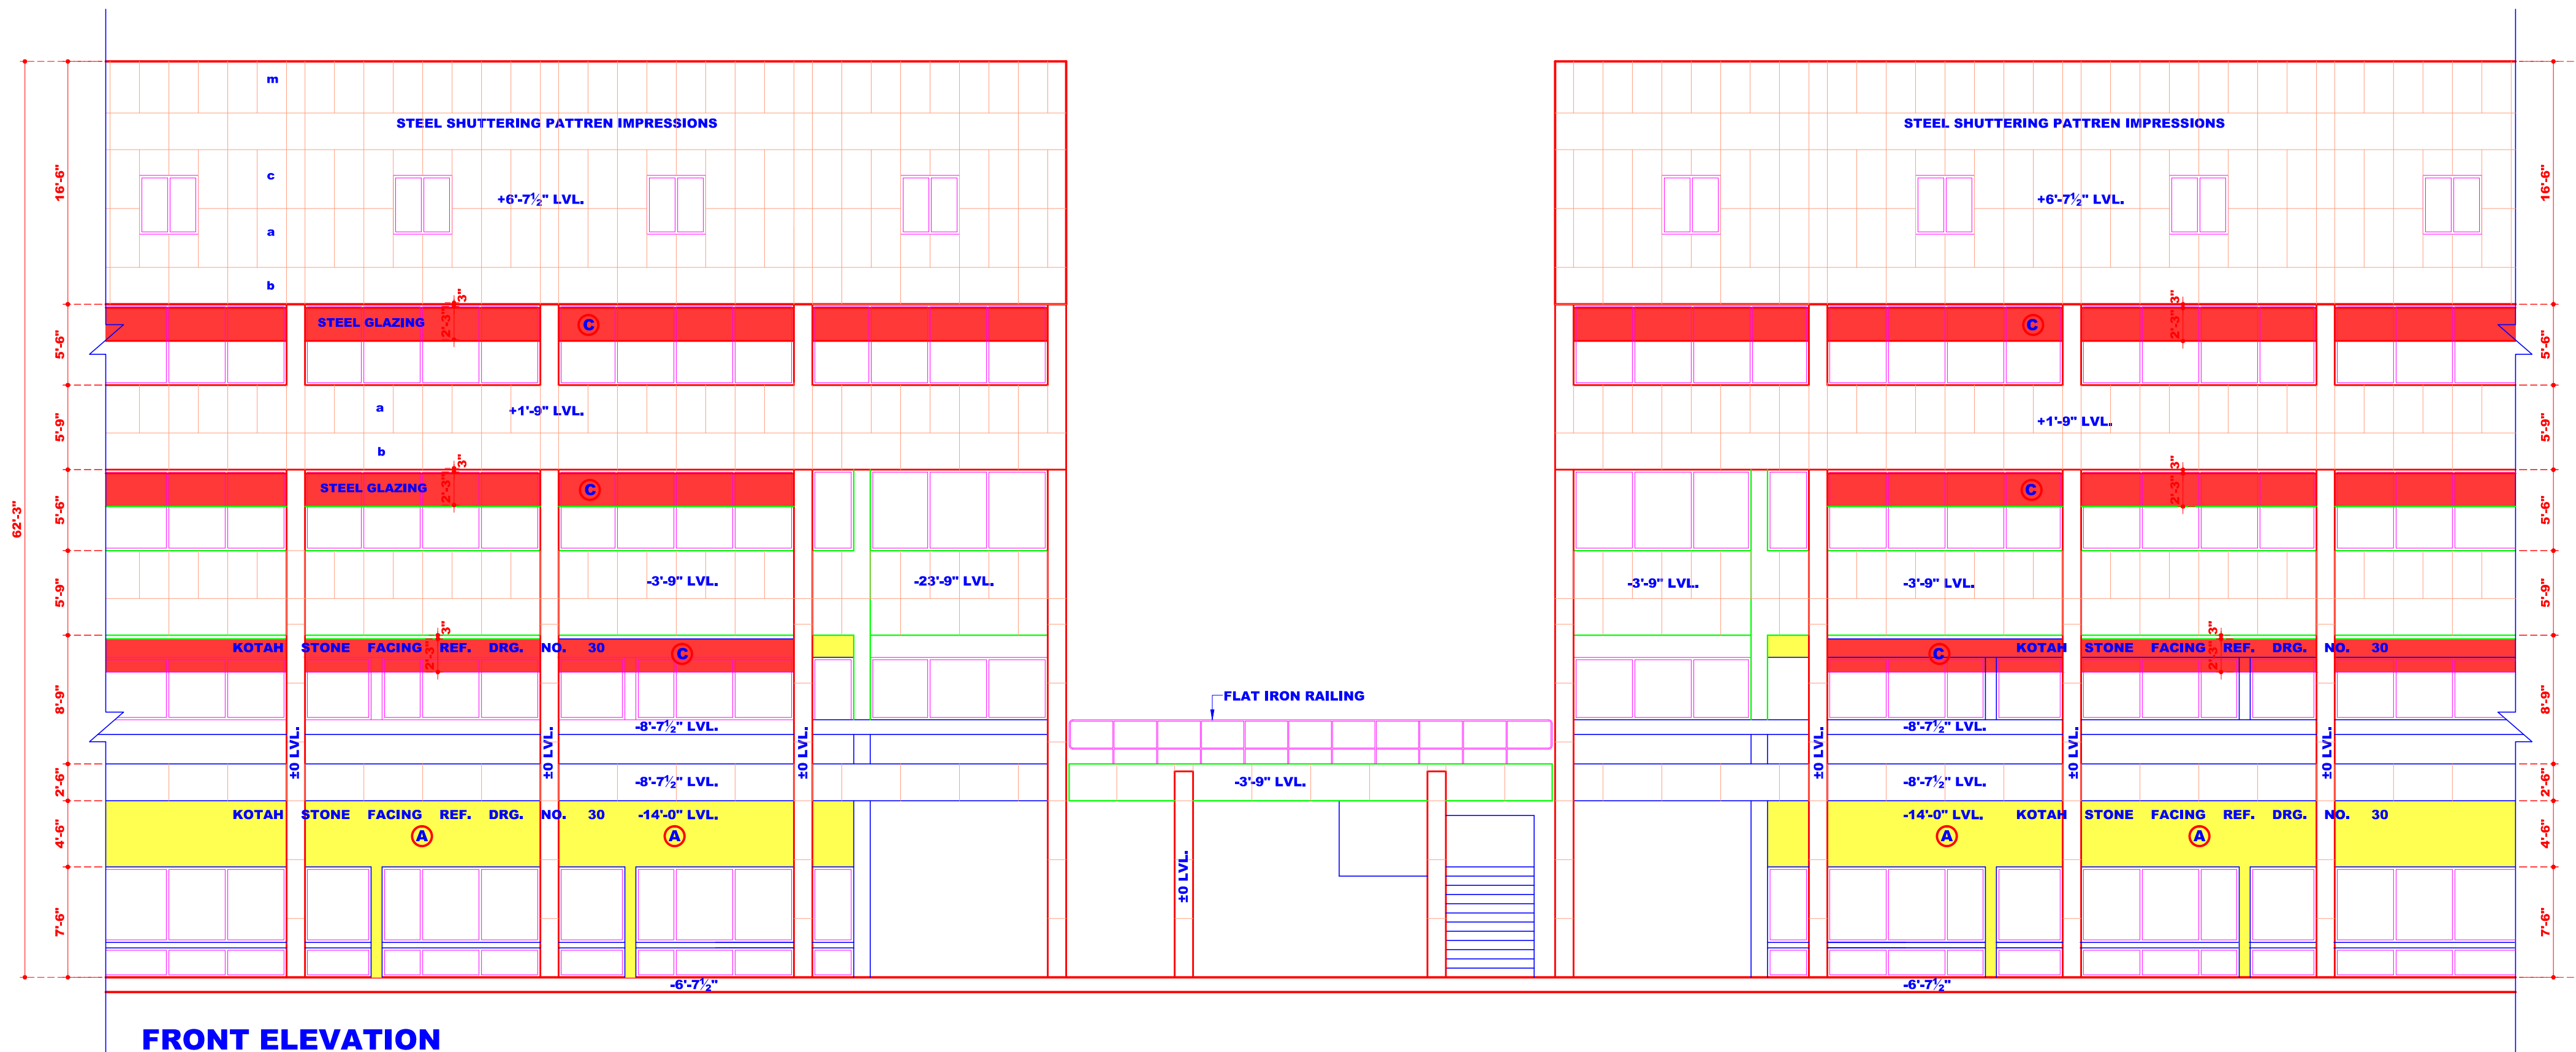 m
STEEL SHUTTERING PATTREN IMPRESSIONS
STEEL SHUTTERING PATTREN IMPRESSIONS
16'-6"
c
+6'-7½" LVL.
+6'-7½" LVL.
16'-6"
a
b
3"
3"
STEEL GLAZING
2'-3"
C
C
2'-3"
5'-6"
5'-6"
a
+1'-9" LVL.
+1'-9" LVL.
5'-9"
5'-9"
b
3"
3"
STEEL GLAZING
2'-3"
C
C
2'-3"
62'-3"
5'-6"
5'-6"
5'-9"
-3'-9" LVL.
-23'-9" LVL.
-3'-9" LVL.
-3'-9" LVL.
5'-9"
3"
3"
KOTAH STONE FACING REF. DRG. NO. 30
2'-3"
C
C
KOTAH STONE FACING REF. DRG. NO. 30
2'-3"
8'-9"
FLAT IRON RAILING
8'-9"
-8'-7½" LVL.
-8'-7½" LVL.
±0 LVL.
±0 LVL.
±0 LVL.
±0 LVL.
±0 LVL.
±0 LVL.
2'-6"
-8'-7½" LVL.
-3'-9" LVL.
-8'-7½" LVL.
2'-6"
KOTAH STONE FACING REF. DRG. NO. 30 -14'-0" LVL.
-14'-0" LVL. KOTAH STONE FACING REF. DRG. NO. 30
4'-6"
A
A
A
A
4'-6"
±0 LVL.
7'-6"
7'-6"
-6'-7½"
-6'-7½"
FRONT ELEVATION